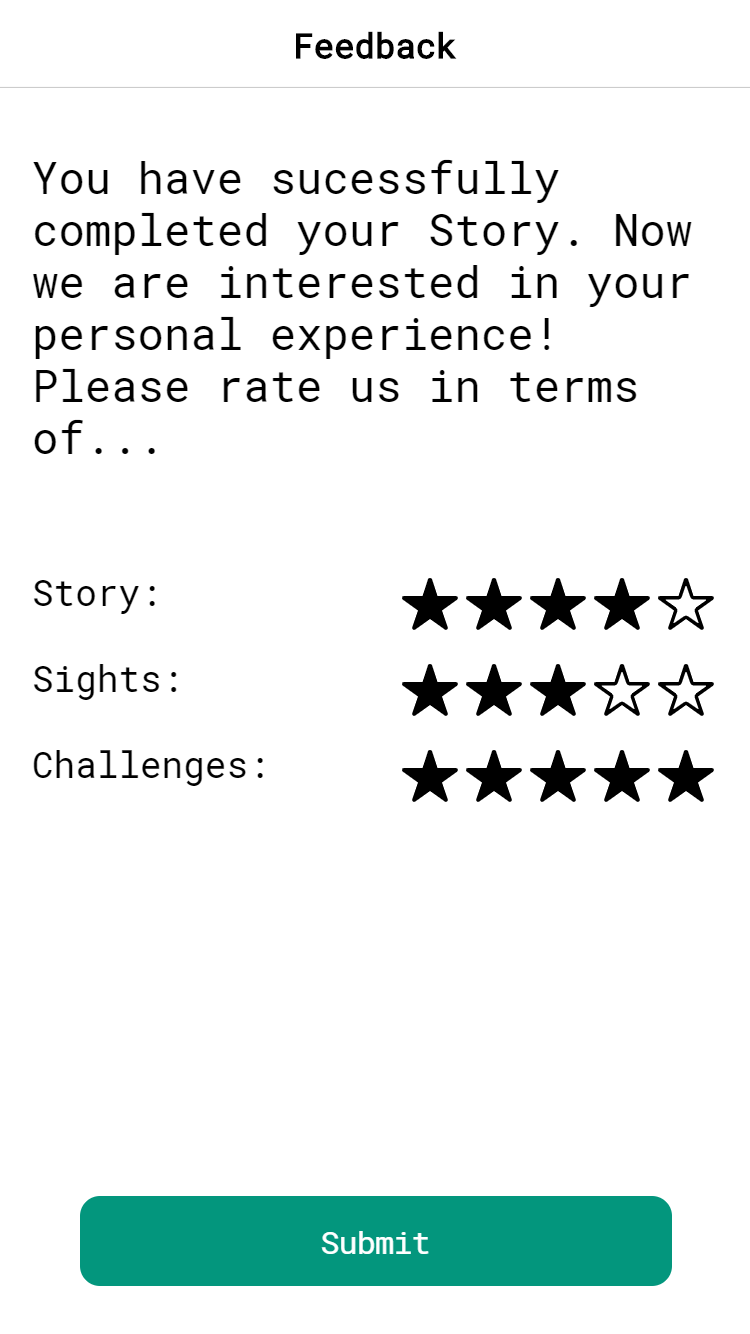 Feedback
You have sucessfully
completed your Story. Now
we are interested in your
personal experience!
Please rate us in terms
of...
Story:
Sights:
Challenges:
Submit